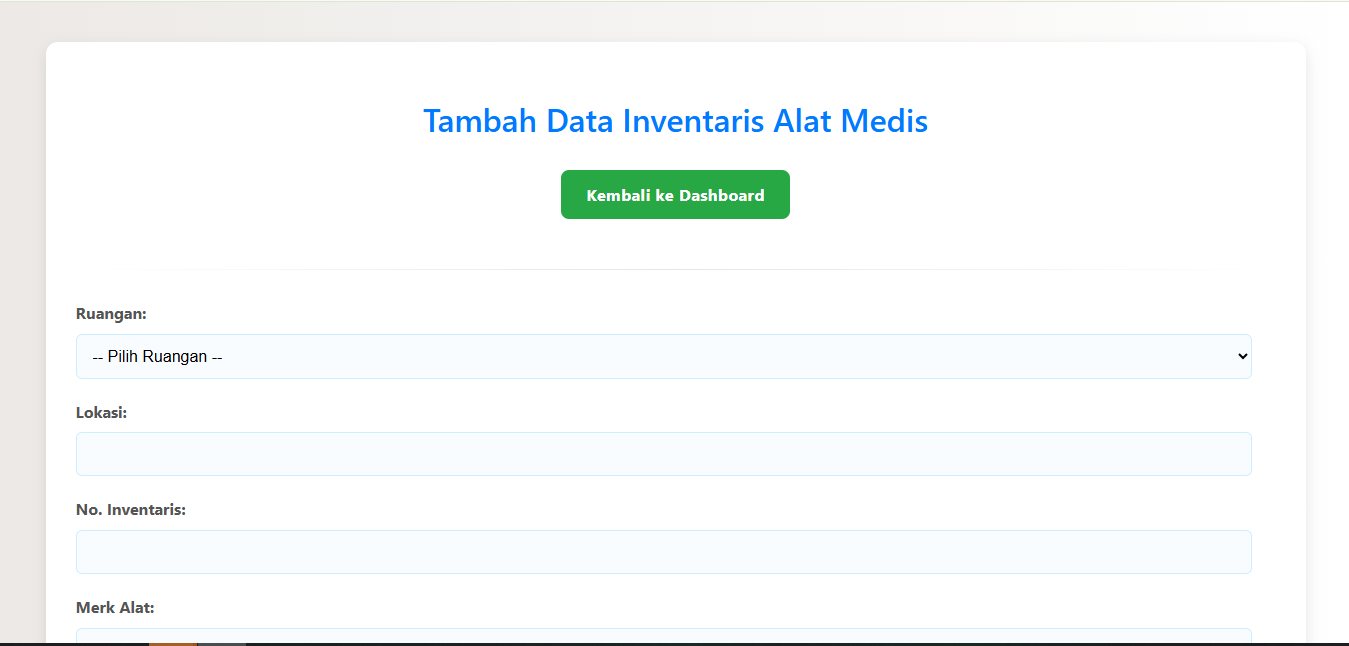 Tambah Data Inventaris Alat Medis
Kembali ke Dashboard
Ruangan:
-- Pilih Ruangan --
Lokasi:
No. Inventaris:
Merk Alat: